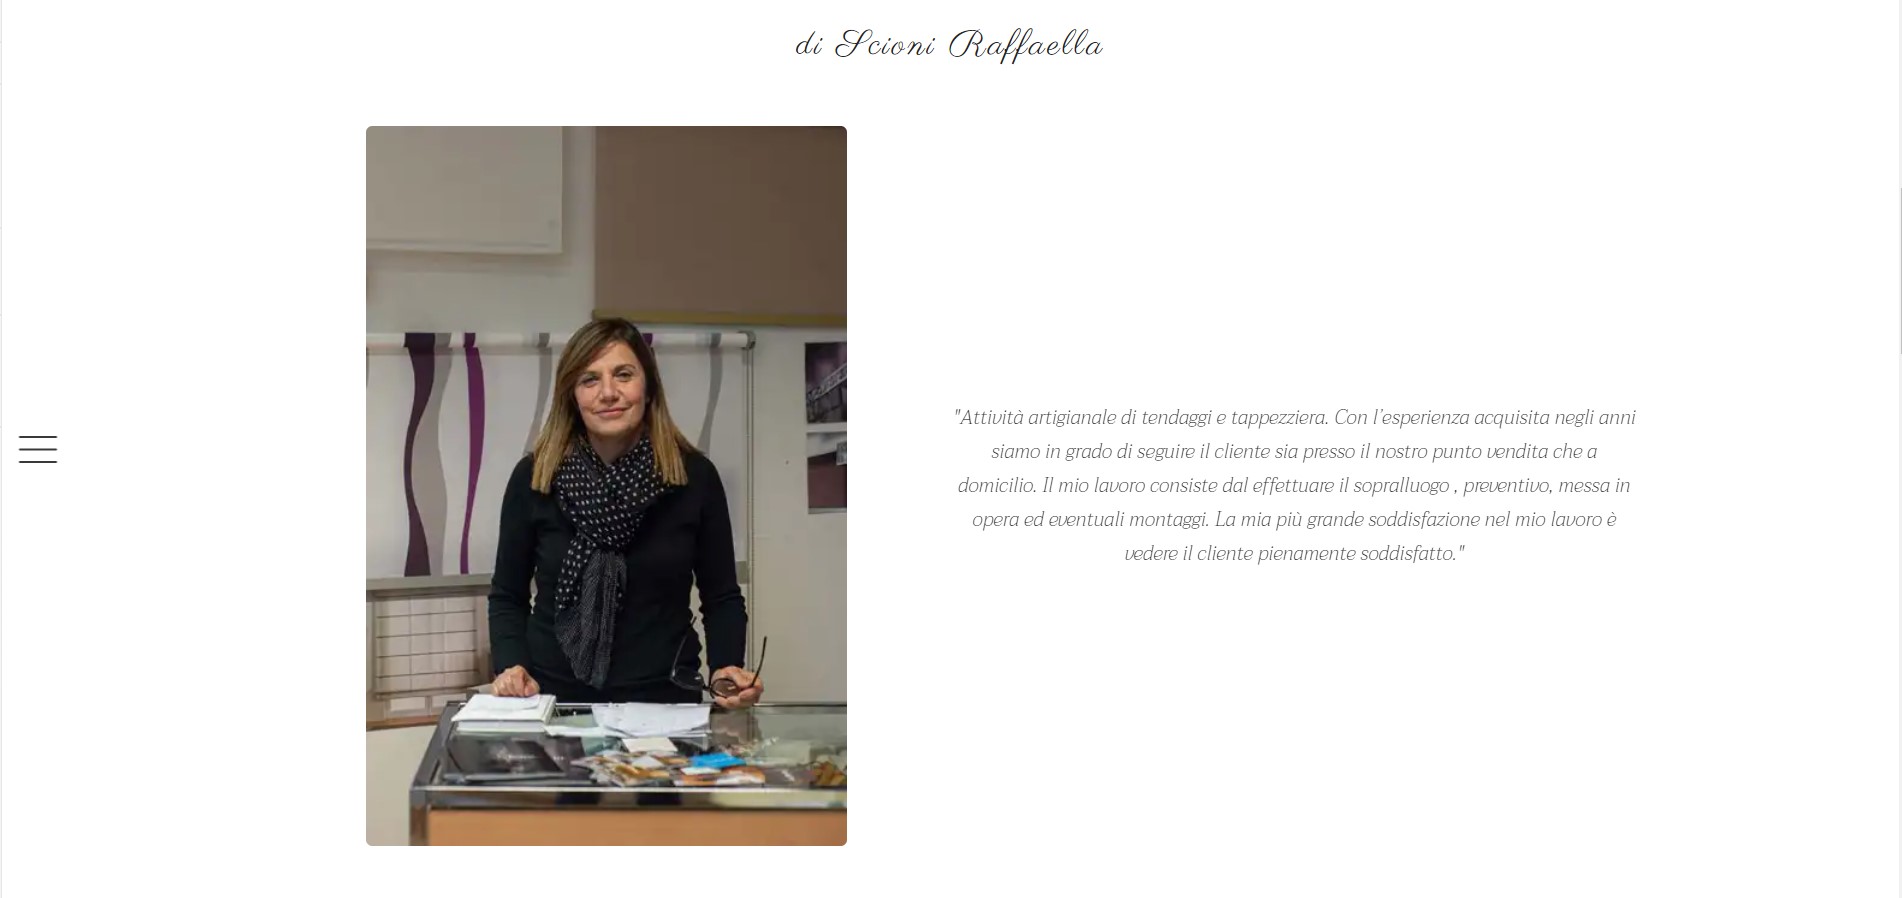 di Scioni Raffaella
"Attività artigianale di tendaggi e tappezziera. Con l'esperienza acquisita negli anni
siamo in grado di seguire il cliente sia presso il nostro punto vendita che a
domicilio. Il mio lavoro consiste dal effettuare il sopralluogo , preventivo, messa in
opera ed eventuali montaggi. La mia più grande soddisfazione nel mio lavoro è
vedere il cliente pienamente soddisfatto."